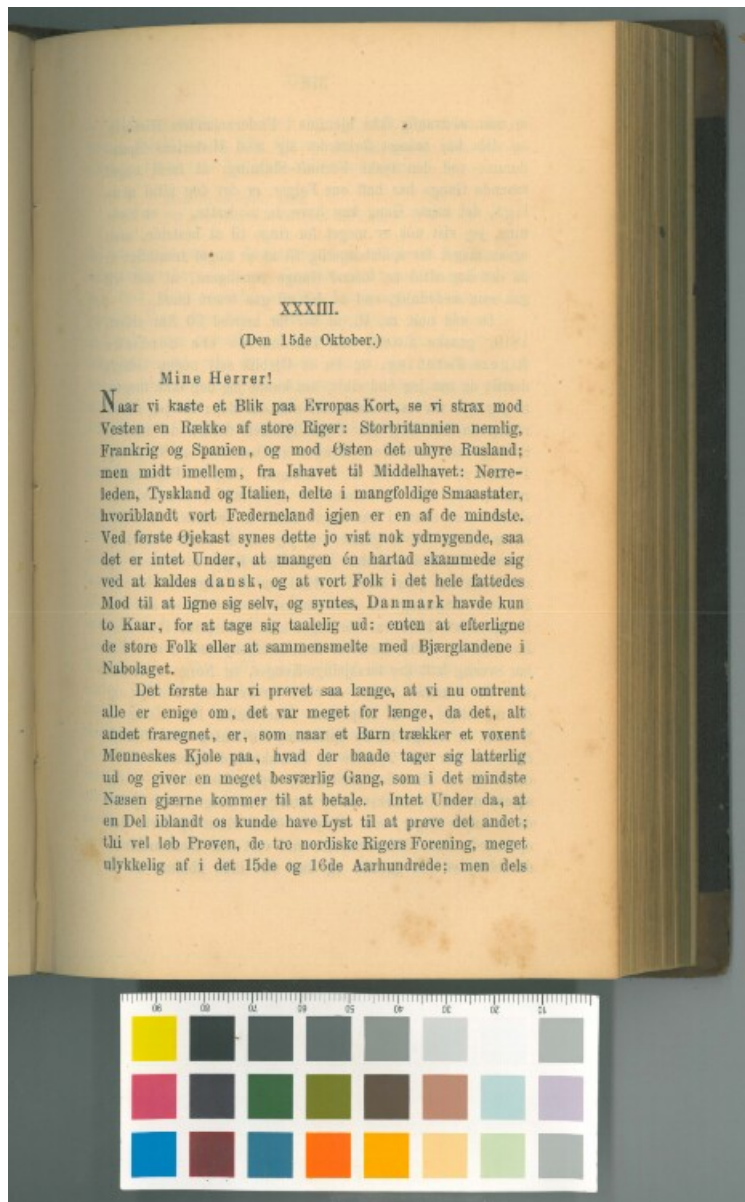 XXXIII.
(Den 15de Oktober.)
Mine Herrer!
Naar vi kaste et Blik paa Evropas Kort, se vi strax mod
Vesten en Række af store Riger: Storbritannien nemlig,
Frankrig og Spanien, og mod Østen det uhyre Rusland;
men midt imellem, fra Ishavet til Middelhavet: Nørre-
leden, Tyskland og Italien, delte i mangfoldige Smaastater,
hvoriblandt vort Fæderneland igjen er en af de mindste.
Ved første Øjekast synes dette jo vist nok ydmygende, saa
det er intet Under, at mangen én hartad skammede sig
ved at kaldes dansk, og at vort Folk i det hele fattedes
Mod til at ligne sig selv, og syntes, Danmark havde kun
to Kaar, for at tage sig taalelig ud: enten at efterligne
de store Folk eller at sammensmelte med Bjærglandene i
Nabolaget.
Det første har vi prøvet saa længe, at vi nu omtrent
alle er enige om, det var meget for længe, da det, alt
andet fraregnet, er, som naar et Barn trækker et voxent
Menneskes Kjole paa, hvad der baade tager sig latterlig
ud og giver en meget besværlig Gang, som i det mindste
Næsen gjærne kommer til at betale. Intet Under da, at
en Del iblandt os kunde have Lyst til at prøve det andet;
thi vel løb Prøven, de tre nordiske Rigers Forening, meget
ulykkelig af i det 15de og 16de Aarhundrede; men dels
90 80 70 60 50 40 30 20 10